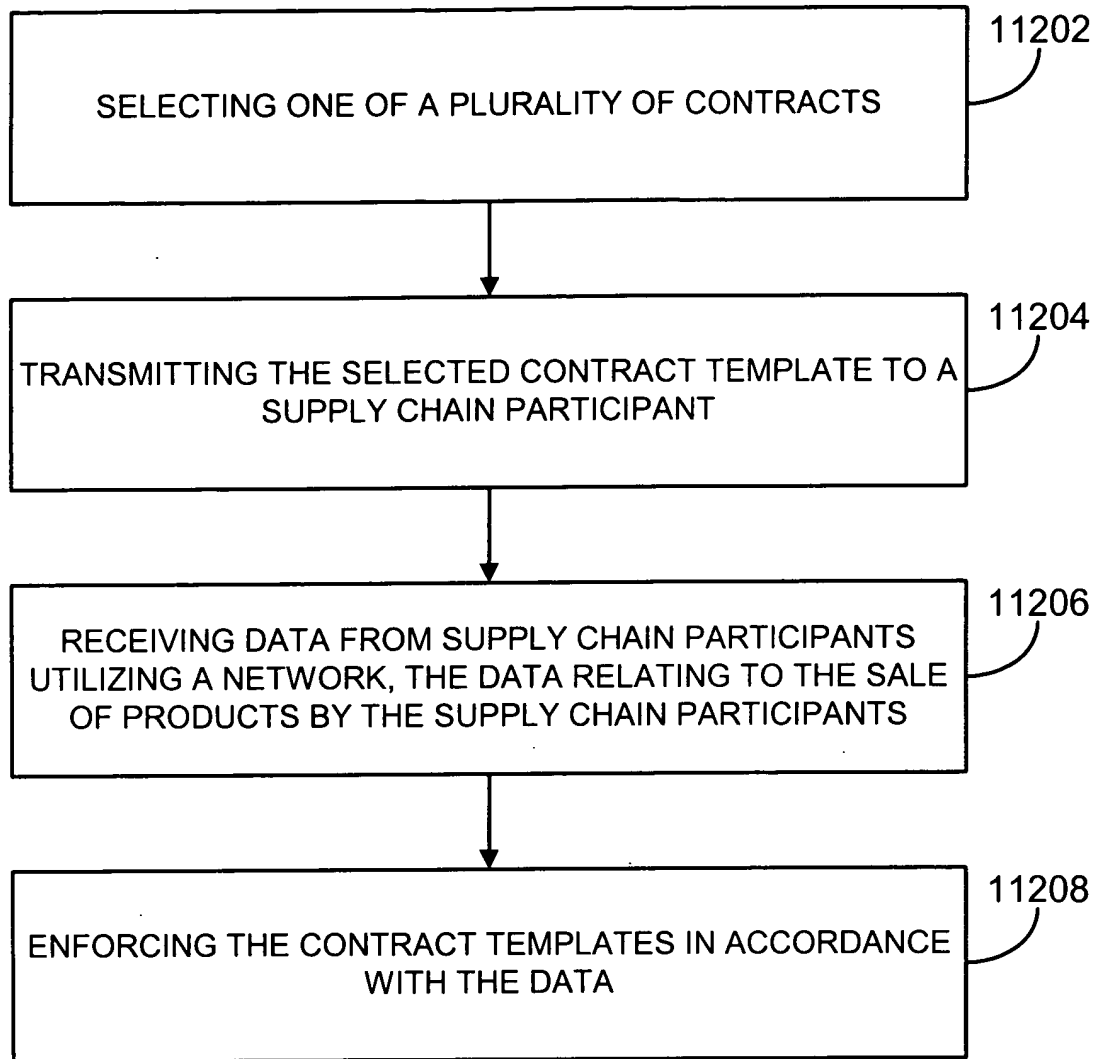 11202
SELECTING ONE OF A PLURALITY OF CONTRACTS
11204
TRANSMITTING THE SELECTED CONTRACT TEMPLATE TO A
SUPPLY CHAIN PARTICIPANT
11206
RECEIVING DATA FROM SUPPLY CHAIN PARTICIPANTS
UTILIZING A NETWORK, THE DATA RELATING TO THE SALE
OF PRODUCTS BY THE SUPPLY CHAIN PARTICIPANTS
11208
ENFORCING THE CONTRACT TEMPLATES IN ACCORDANCE
WITH THE DATA